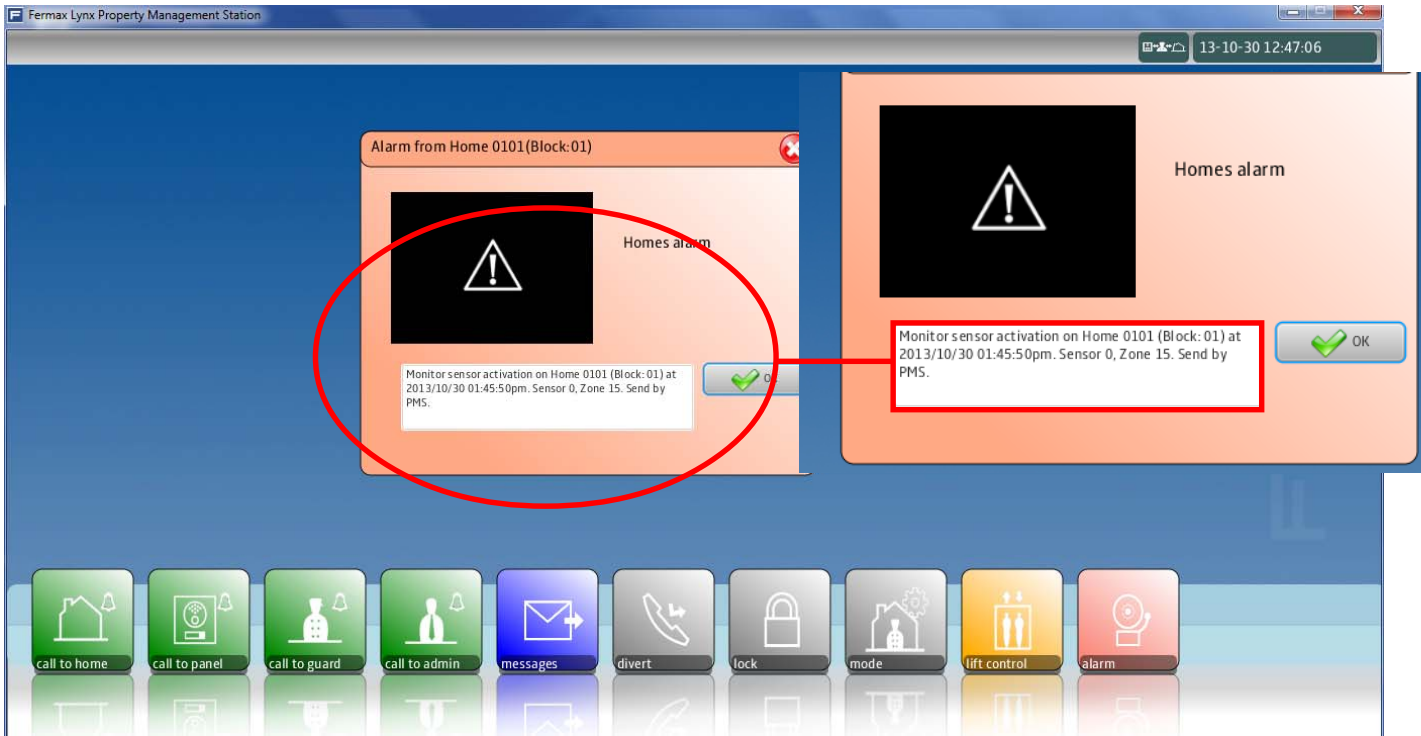 Fermax Lynx Property Management Station
13-10-30 12:47:06
Alarm from Home 0101(Block:01)
Homes alarm
Monitor sensor activation on Home 0101 (Block: 01) at
2013/10/30 01:45:50pm. Sensor 0, Zone 15. Send by
PMS.
OK
Homes alarm
Monitor sensor activation on Home 0101 (Block: 01) at
2013/10/30 01:45:50pm. Sensor 0, Zone 15. Send by
PMS.
OK
call to home
call to panel
call to guard
call to admin
messages
divert
lock
mode
lift control
alarm